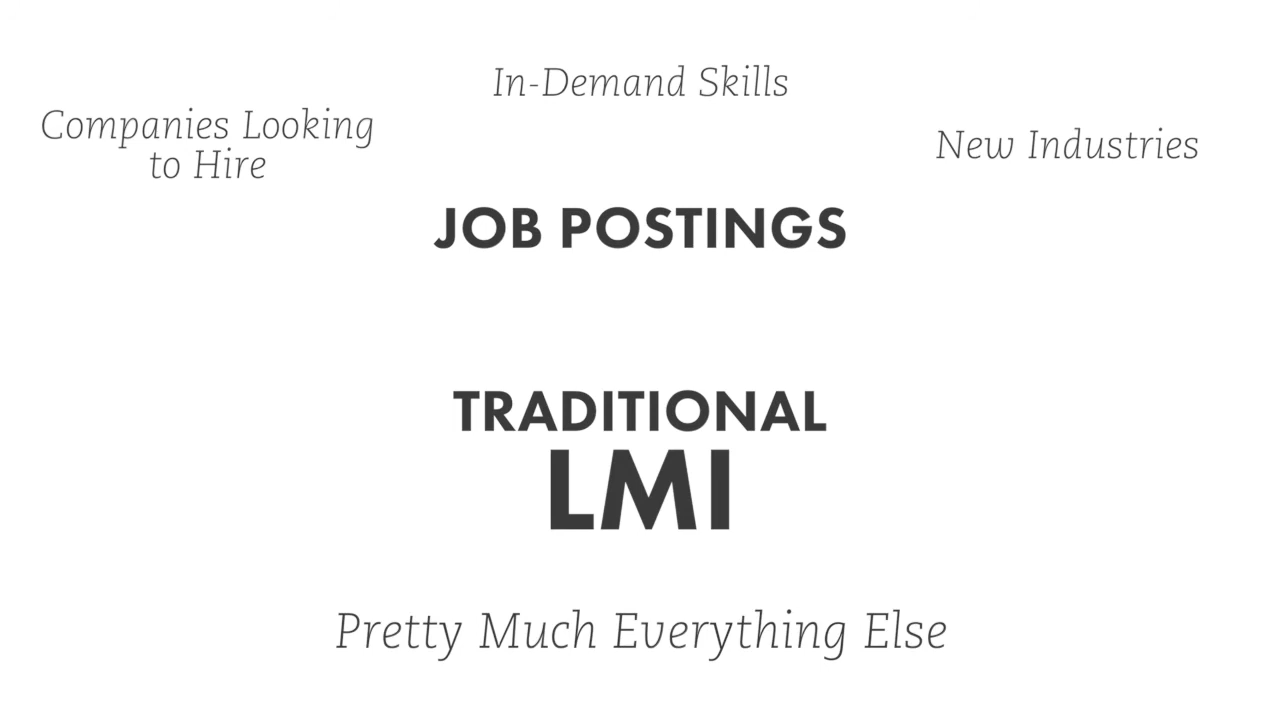 In-Demand Skills
Companies Looking
to Hire
New Industries
JOB POSTINGS
TRADITIONAL
LMI
Pretty Much Everything Else